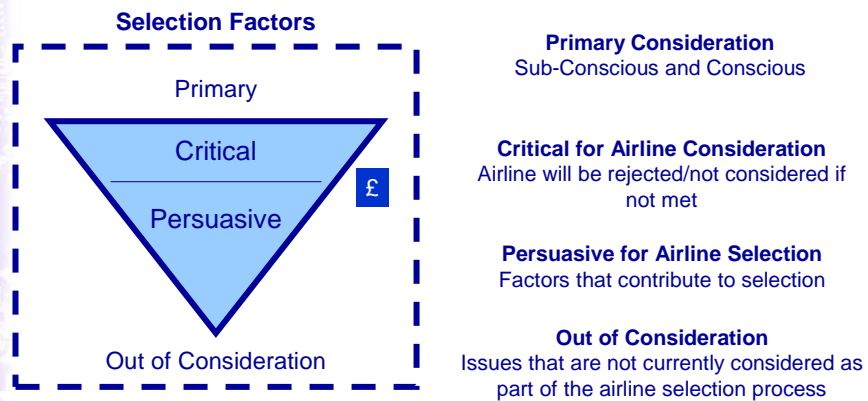 Selection Factors
Primary
Critical
Persuasive
£
Out of Consideration
Primary Consideration
Sub-Conscious and Conscious
Critical for Airline Consideration
Airline will be rejected/not considered if
not met
Persuasive for Airline Selection
Factors that contribute to selection
Out of Consideration
Issues that are not currently considered as
part of the airline selection process